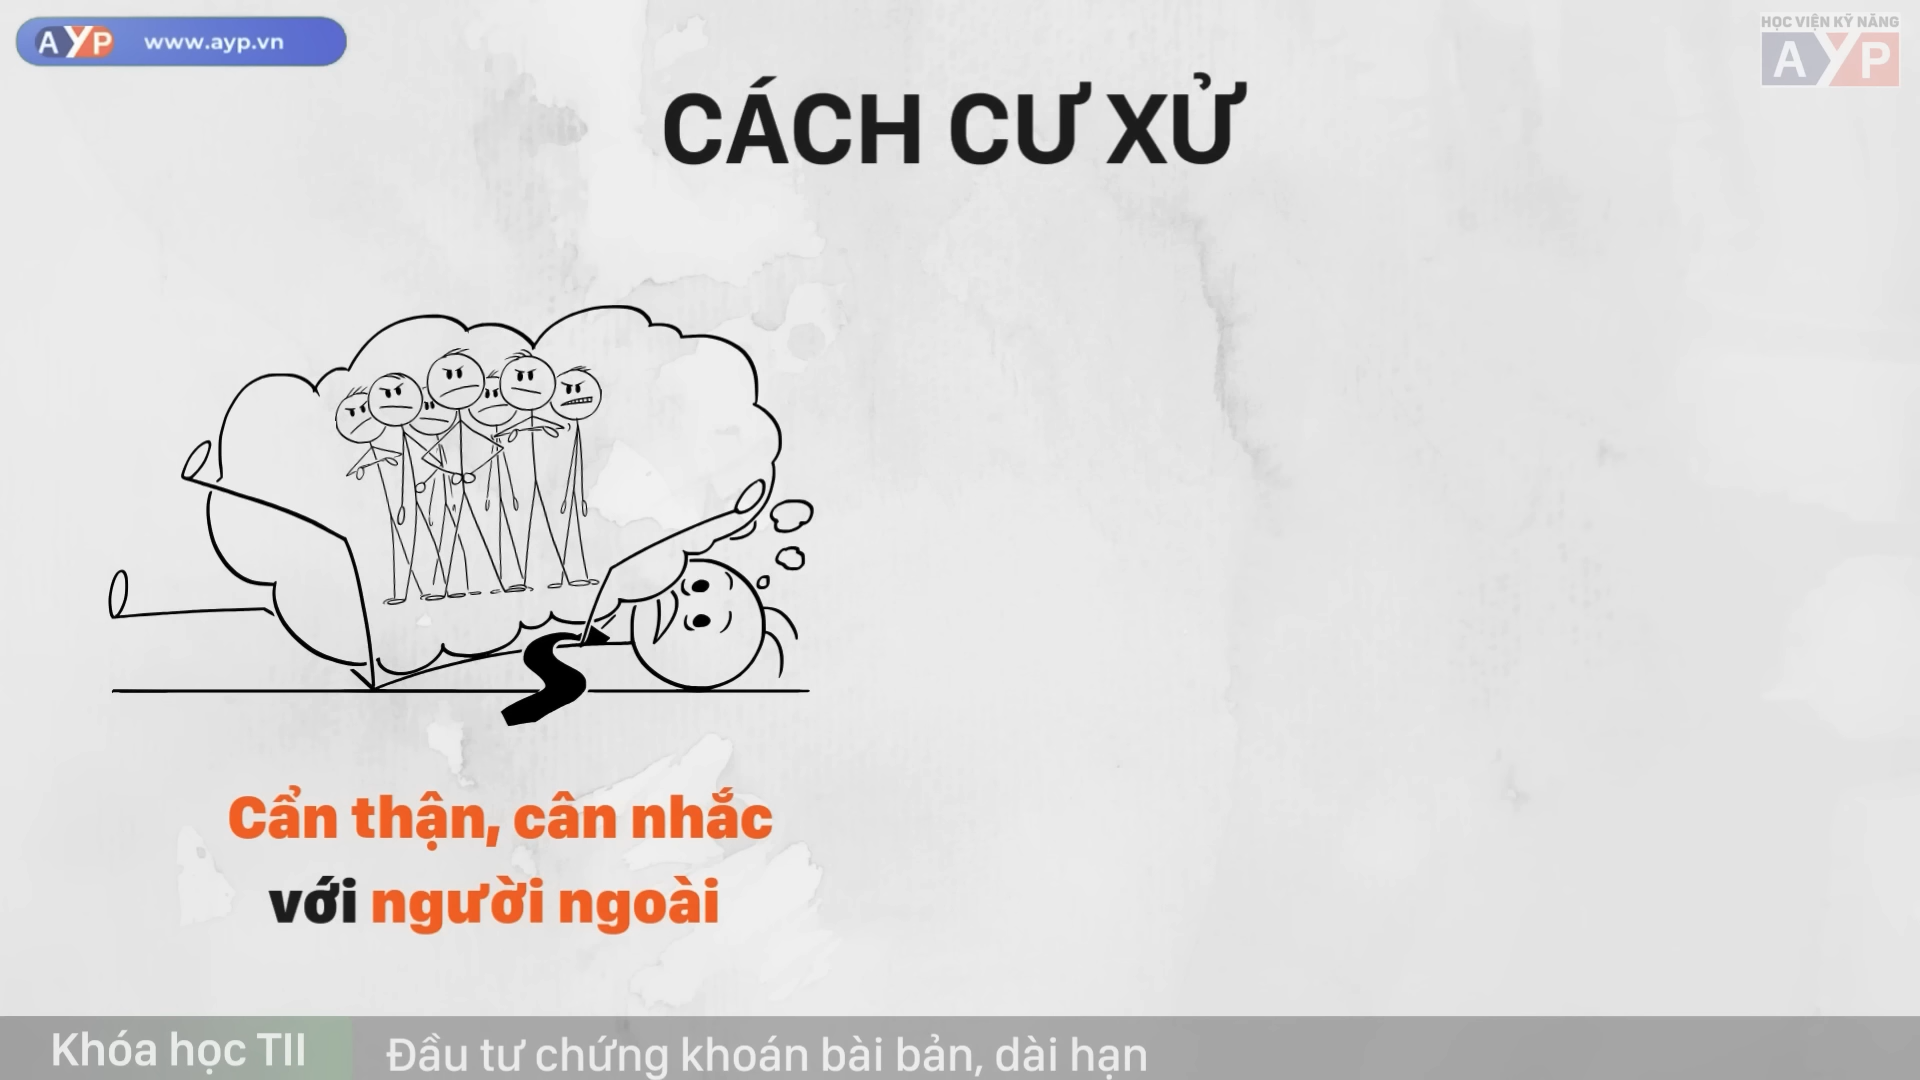 AYP www.ayp.vn
HỌC VIỆN KỸ NĂNG
AYP
CÁCH CƯ XỬ
Cẩn thận, cân nhắc
với người ngoài
Khóa học TII
Đầu tư chứng khoán bài bản, dài hạn